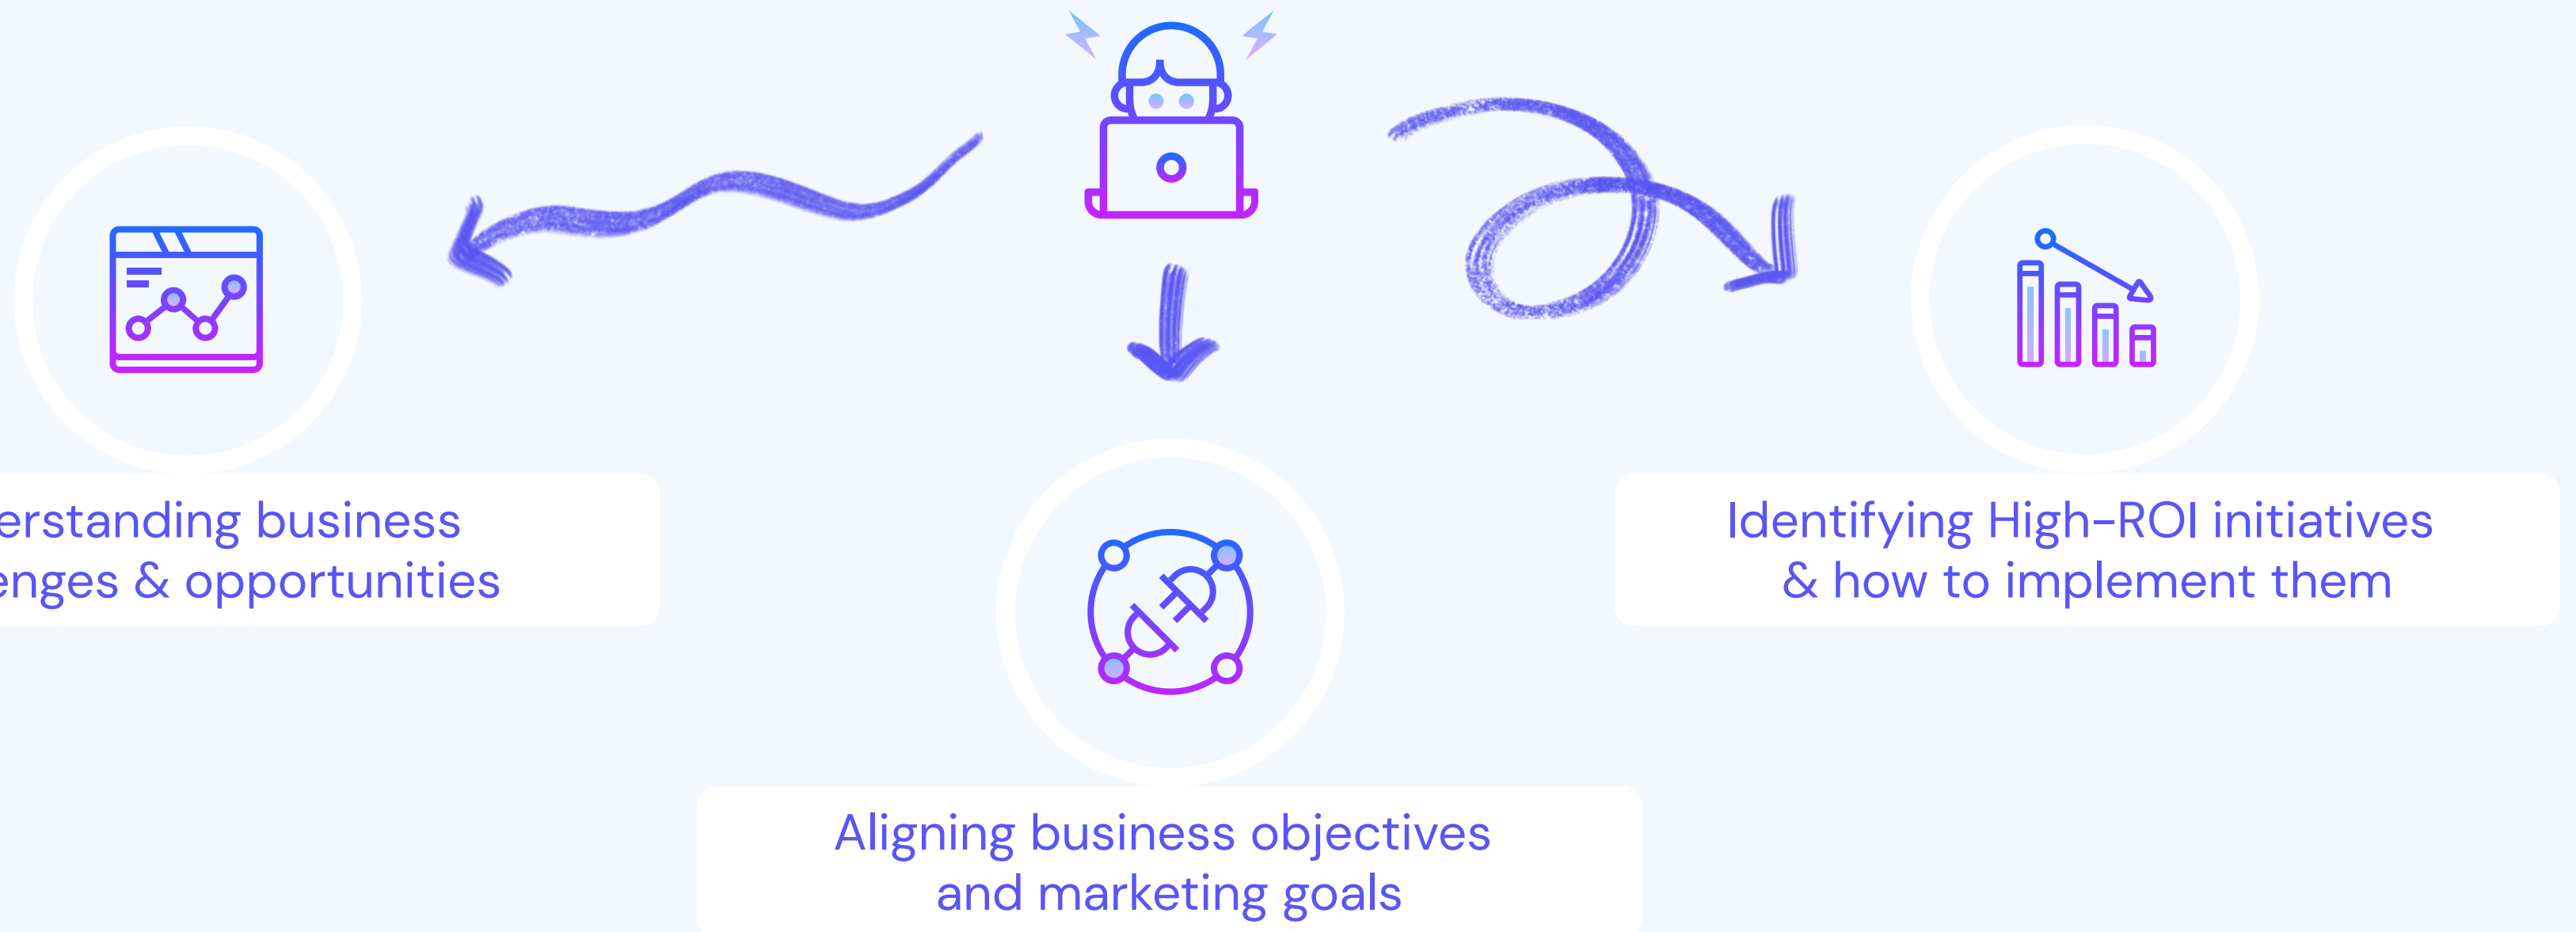 erstanding business
enges & opportunities
Aligning business objectives
and marketing goals
Identifying High-ROI initiatives
& how to implement them